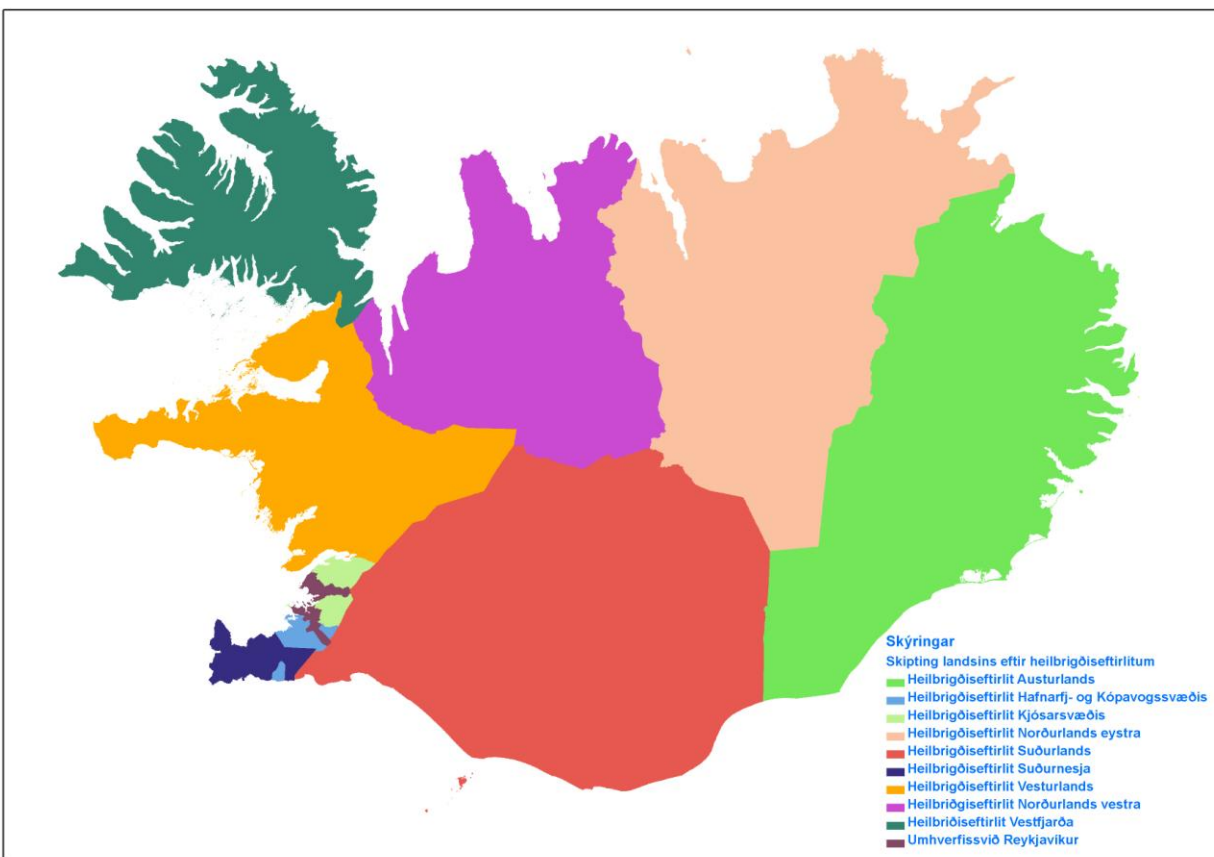 Skýringar
Skipting landsins eftir heilbrigðiseftirlitum
Heilbrigðiseftirlit Austurlands
Heilbrigðiseftirlit Hafnarfj- og Kópavogssvæðis
Heilbrigðiseftirlit Kjósarsvæðis
Heilbrigðiseftirlit Norðurlands eystra
Heilbrigðiseftirlit Suðurlands
Heilbrigðiseftirlit Suðurnesja
Heilbrigðiseftirlit Vesturlands
Heilbriðgiseftirlit Norðurlands vestra
Heilbriðiseftirlit Vestfjarða
Umhverfissvið Reykjavíkur